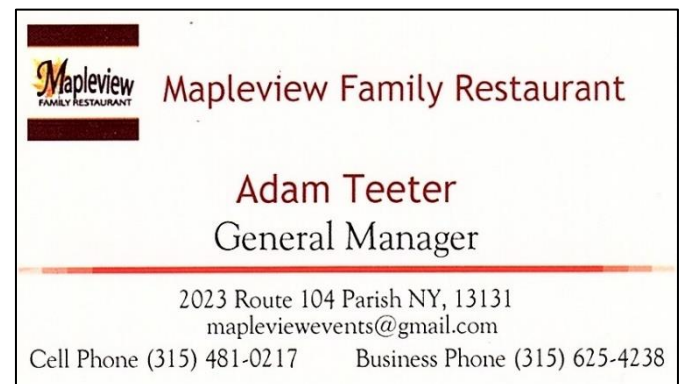 Mapleview
FAMILY RESTAURANT
Mapleview Family Restaurant
Adam Teeter
General Manager
2023 Route 104 Parish NY, 13131
mapleviewevents@gmail.com
Cell Phone (315) 481-0217 Business Phone (315) 625-4238